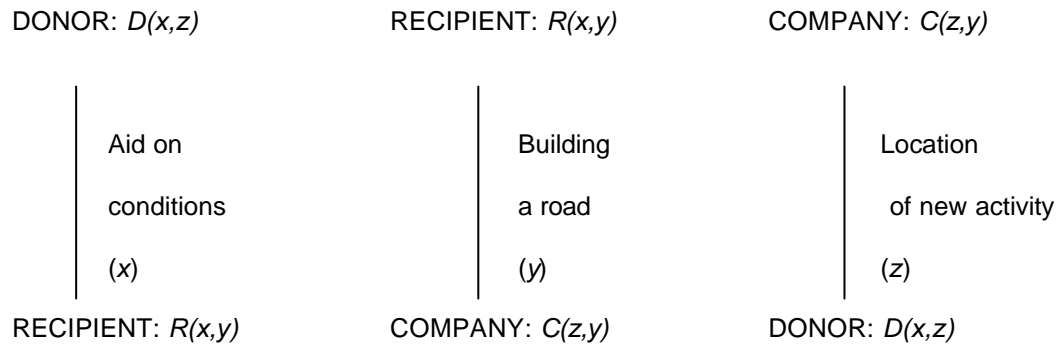 DONOR: D(x,z) RECIPIENT: R(x,y) COMPANY: C(z,y)
Aid on Building Location
conditions a road of new activity
(x) (y) (z)
RECIPIENT: R(x,y) COMPANY: C(z,y) DONOR: D(x,z)